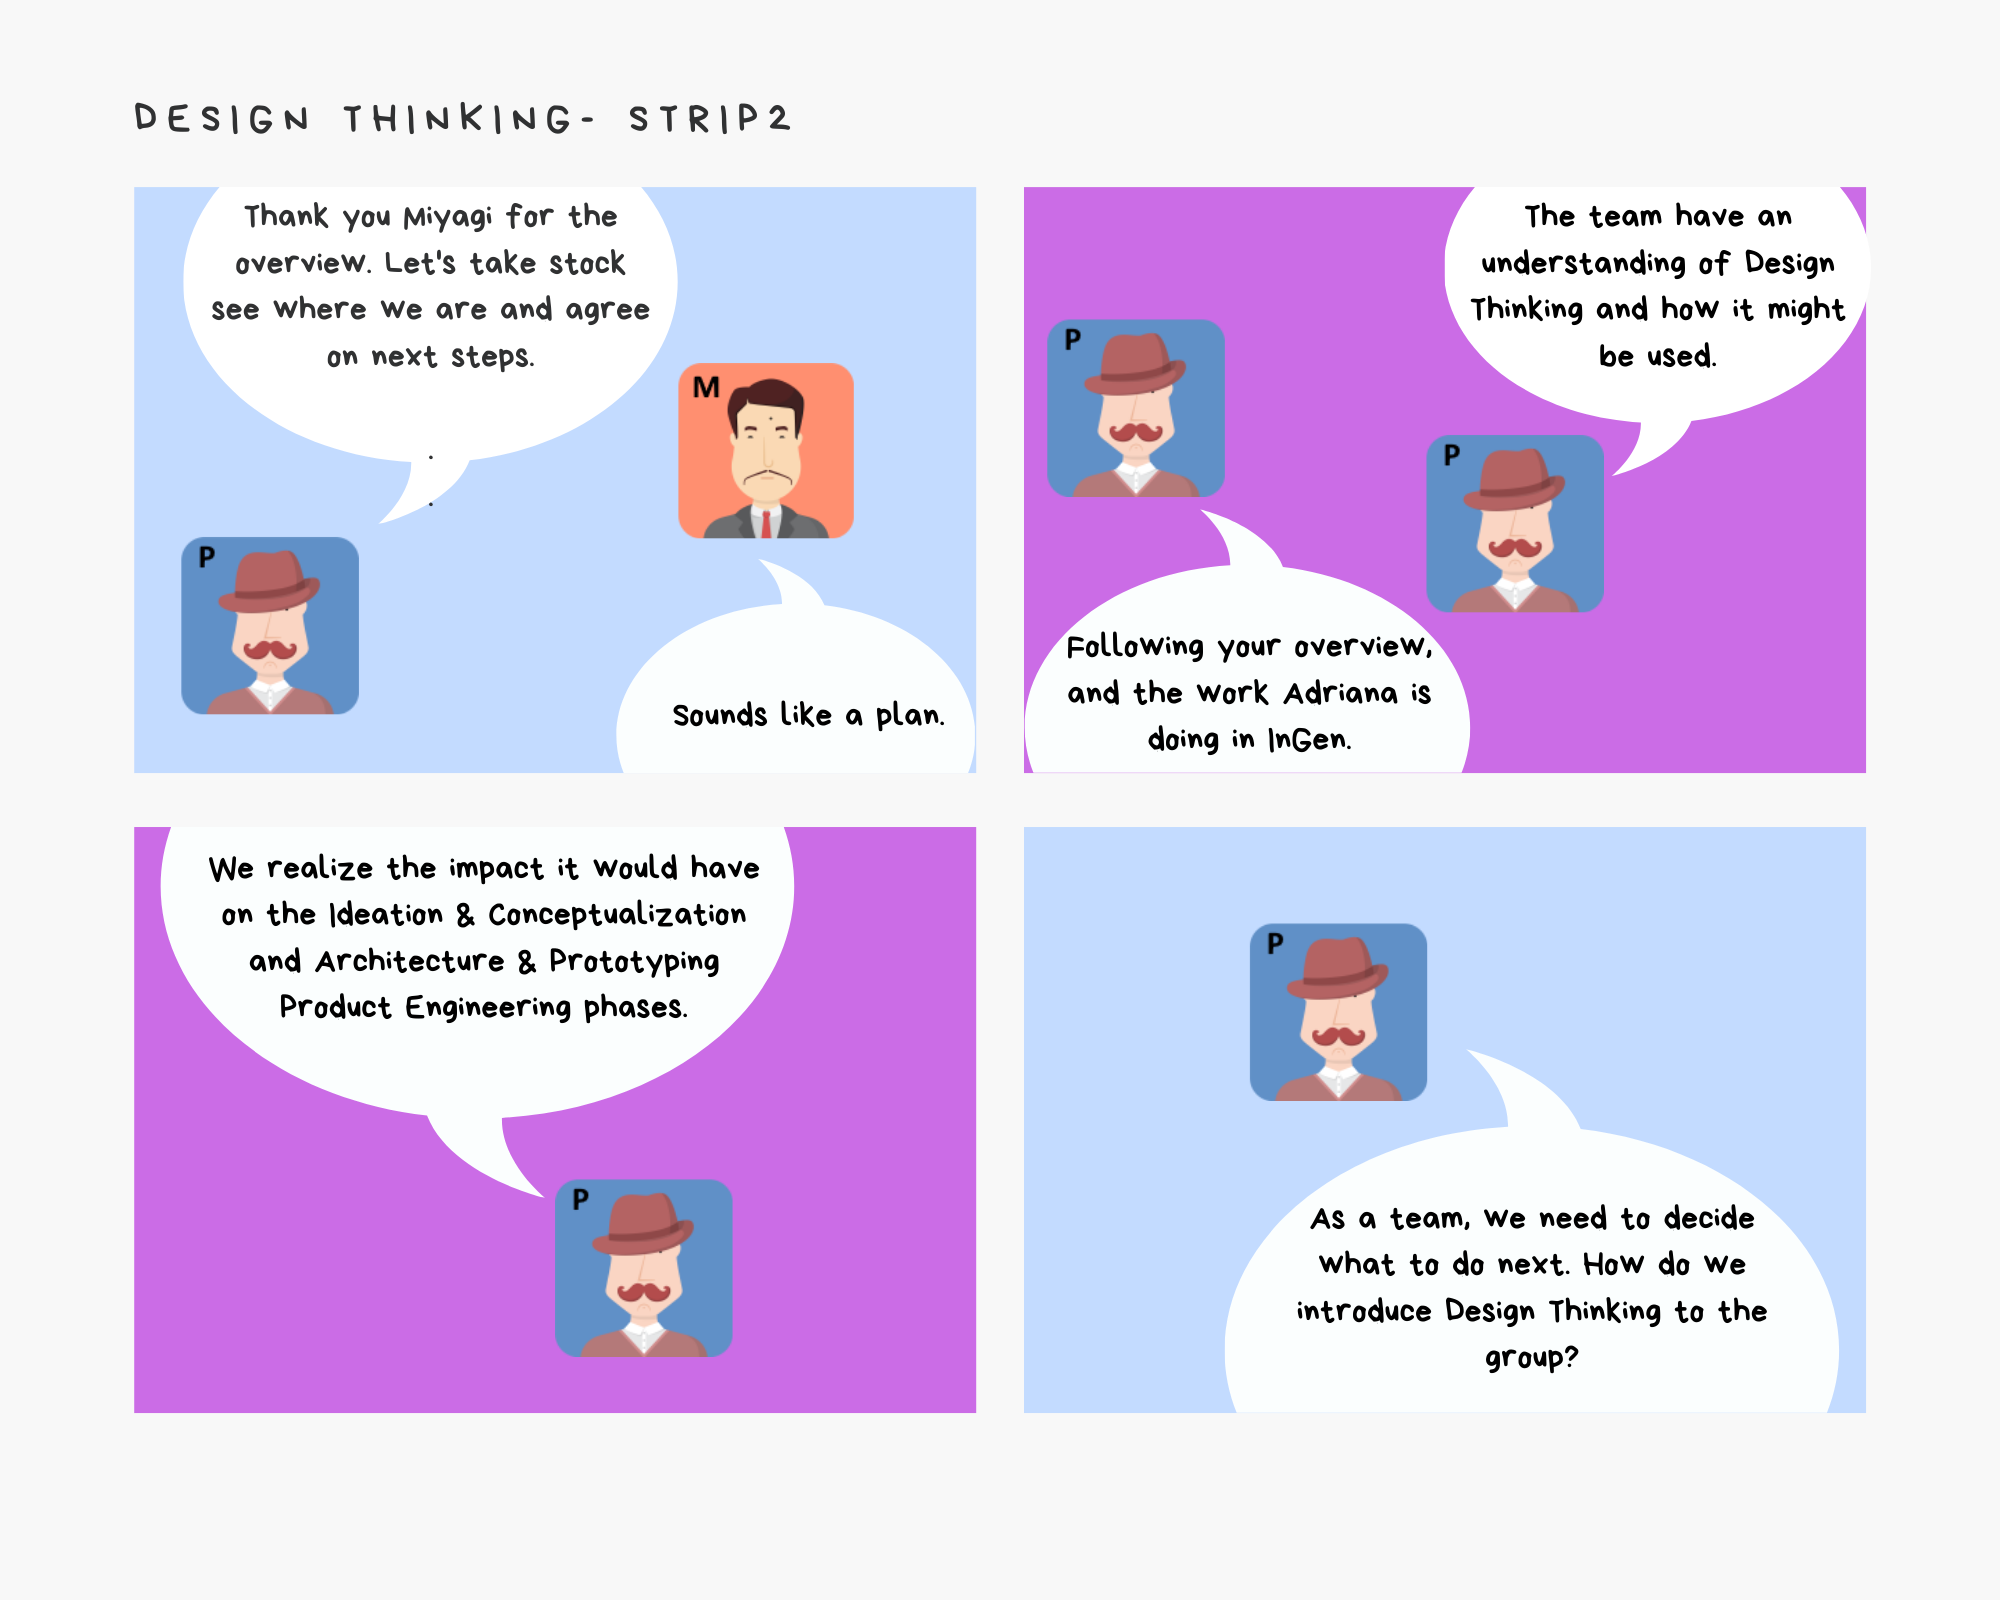 DESIGN THINKING- STRIP2
Thank you Miyagi for the
overview. Let's take stock
see where we are and agree
on next steps.
.
.
M
P
Sounds like a plan.
P
Following your overview,
and the work Adriana is
doing in InGen.
The team have an
understanding of Design
Thinking and how it might
be used.
P
We realize the impact it would have
on the Ideation & Conceptualization
and Architecture & Prototyping
Product Engineering phases.
P
P
As a team, we need to decide
what to do next. How do we
introduce Design Thinking to the
group?